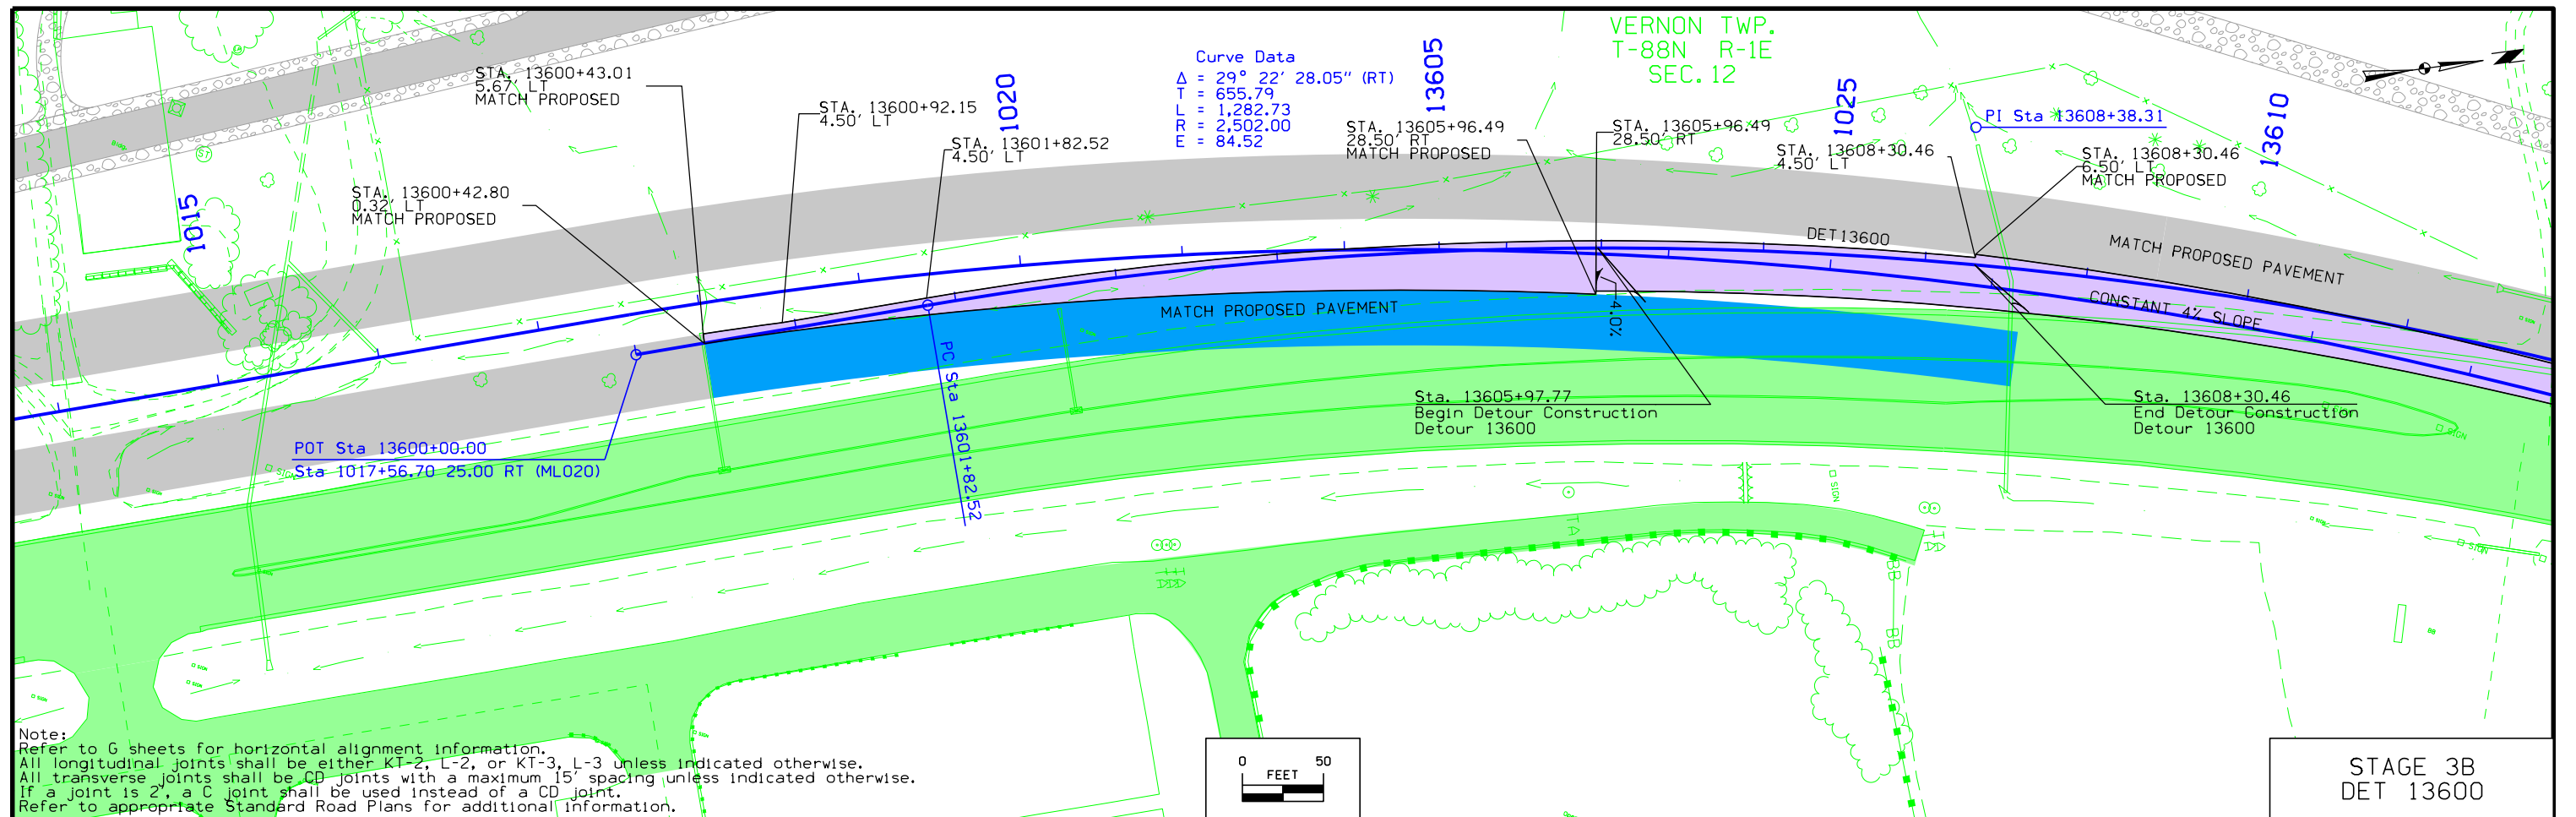 VERNON TWP.
T-88N R-1E
SEC. 12
Curve Data
Δ = 29° 22' 28.05" (RT)
T = 655.79
L = 1,282.73
R = 2,502.00
E = 84.52
STA. 13600+43.01
5.67' LT
MATCH PROPOSED
STA. 13600+92.15
4.50' LT
STA. 13601+82.52
4.50' LT
1020
13605
STA. 13605+96.49
28.50' RT
MATCH PROPOSED
STA. 13605+96.49
28.50' RT
1025
STA. 13608+30.46
4.50' LT
PI Sta 13608+38.31
STA. 13608+30.46
6.50' LT
MATCH PROPOSED
13610
ST
STA. 13600+42.80
0.32' LT
MATCH PROPOSED
1015
DET13600
MATCH PROPOSED PAVEMENT
MATCH PROPOSED PAVEMENT
CONSTANT 4% SLOPE
4.0%
PC Sta 13601+82.52
Sta. 13605+97.77
Begin Detour Construction
Detour 13600
Sta. 13608+30.46
End Detour Construction
Detour 13600
POT Sta 13600+00.00
Sta 1017+56.70 25.00 RT (ML020)
SIGN
SIGN
SIGN
SIGN
BB
BB
Note:
Refer to G sheets for horizontal alignment information.
All longitudinal joints shall be either KT-2, L-2, or KT-3, L-3 unless indicated otherwise.
All transverse joints shall be CD joints with a maximum 15' spacing unless indicated otherwise.
If a joint is 2', a C joint shall be used instead of a CD joint.
Refer to appropriate Standard Road Plans for additional information.
0 50
FEET
STAGE 3B
DET 13600